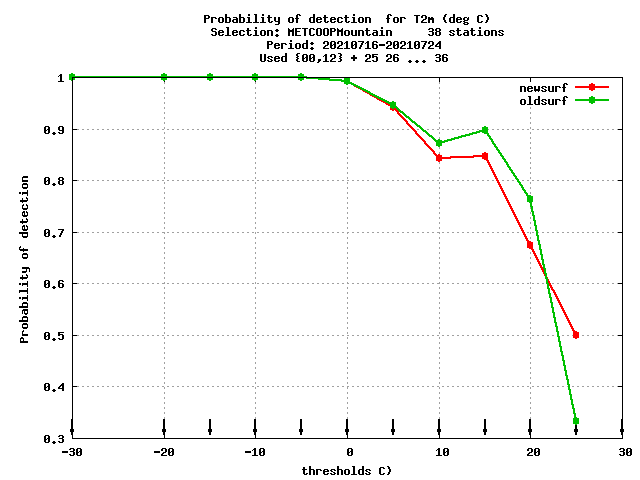 Probability of detection  for T2m (deg C)
Selection: METCOOPMountain     38 stations
Period: 20210716-20210724
Used {00,12} + 25 26 ... 36
newsurf
oldsurf
Probability of detection
1
0.9
0.8
0.7
0.6
0.5
0.4
0.3
-30 -20 -10 0 10 20 30
thresholds C)